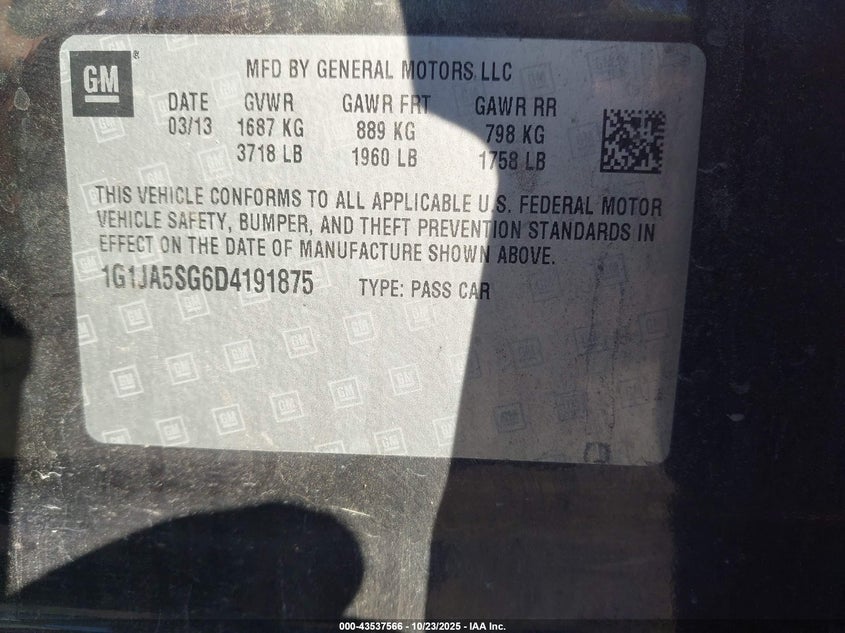 GM ®
MFD BY GENERAL MOTORS LLC
DATE GVWR GAWR FRT GAWR RR
03/13 1687 KG 889 KG 798 KG
3718 LB 1960 LB 1758 LB
THIS VEHICLE CONFORMS TO ALL APPLICABLE U.S. FEDERAL MOTOR
VEHICLE SAFETY, BUMPER, AND THEFT PREVENTION STANDARDS IN
EFFECT ON THE DATE OF MANUFACTURE SHOWN ABOVE.
1G1JA5SG6D4191875 TYPE: PASS CAR
000-43537566 - 10/23/2025 - IAA Inc.